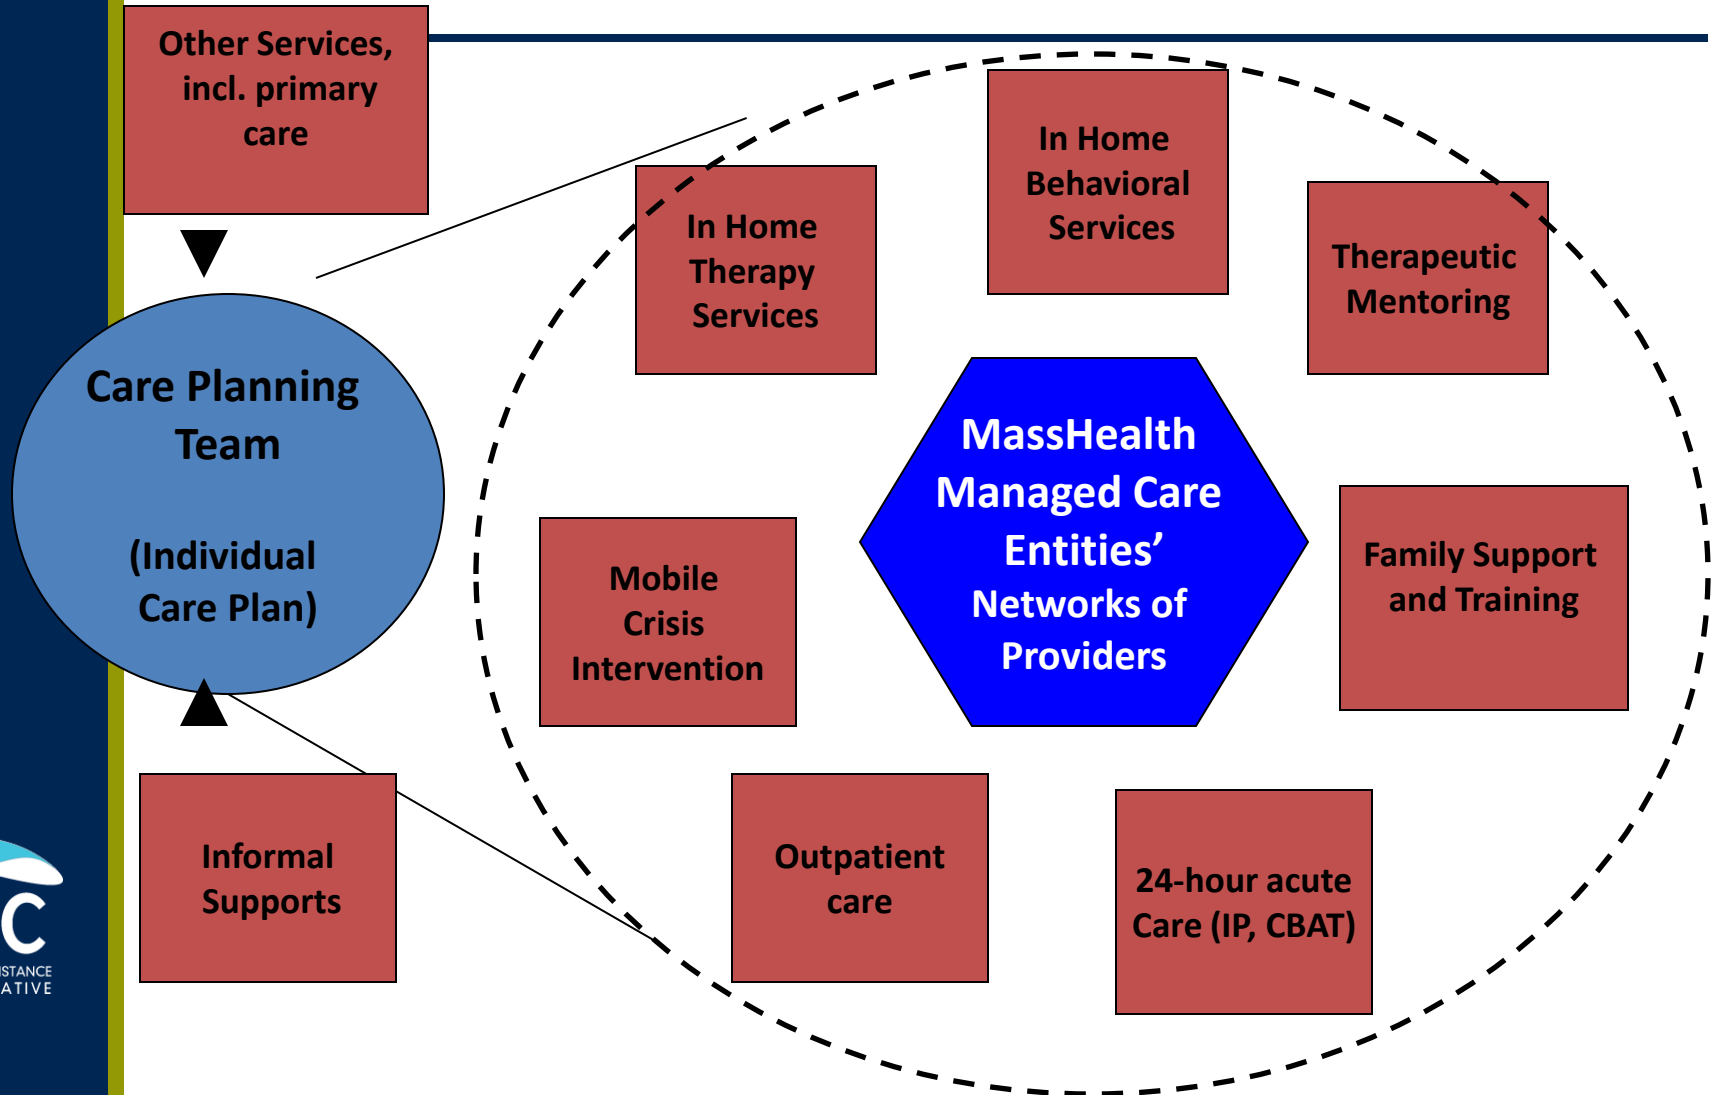 Other Services,
incl. primary
care
In Home
Behavioral
Services
In Home
Therapy
Services
Therapeutic
Mentoring
Care Planning
Team
(Individual
Care Plan)
MassHealth
Managed Care
Entities’
Networks of
Providers
Mobile
Crisis
Intervention
Family Support
and Training
Informal
Supports
Outpatient
care
24-hour acute
Care (IP, CBAT)
C
ISTANCE
ATIVE